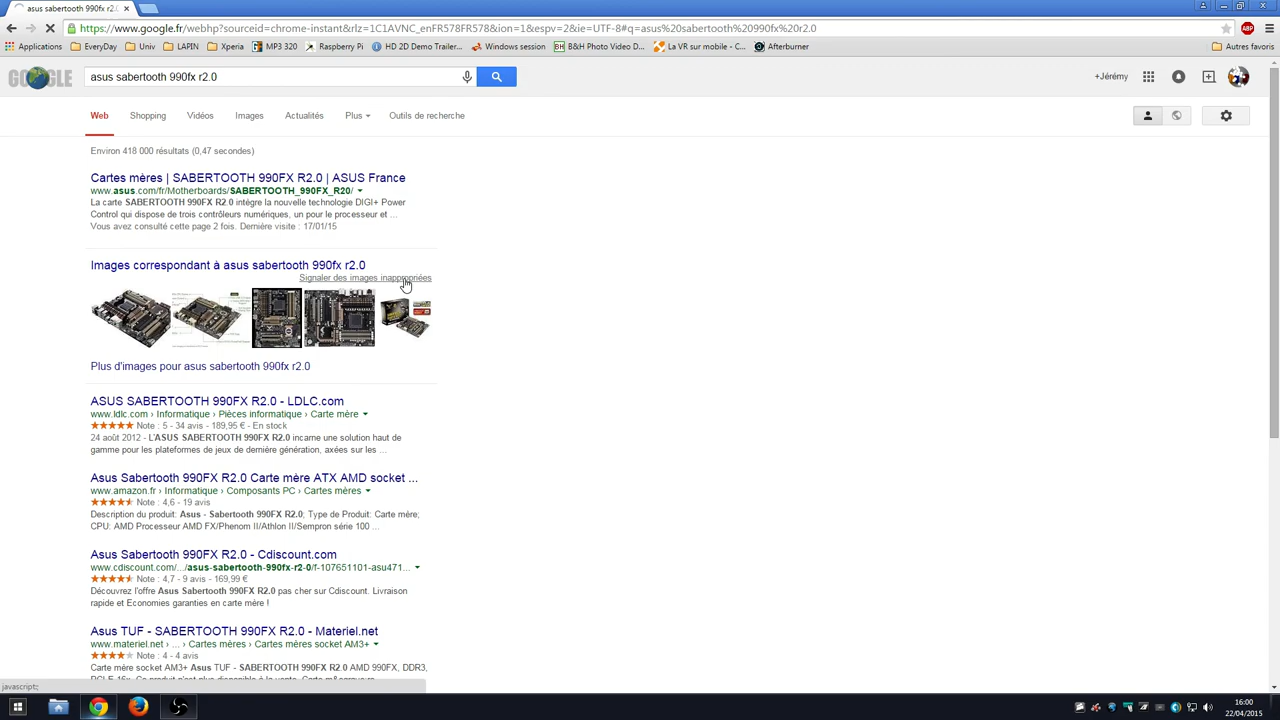 asus sabertooth 990fx r2.0
https://www.google.fr/webhp?sourceid=chrome-instant&rlz=1C1AVNC_enFR578FR578&ion=1&espv=2&ie=UTF-8#q=asus%20sabertooth%20990fx%20r2.0
Applications EveryDay Univ LAPIN Xperia MP3 320 Raspberry Pi HD 2D Demo Trailer... Windows session B&H Photo Video D... La VR sur mobile - C... Afterburner Autres favoris
asus sabertooth 990fx r2.0 +Jérémy
Web Shopping Vidéos Images Actualités Plus Outils de recherche
Environ 418 000 résultats (0,47 secondes)
Cartes mères | SABERTOOTH 990FX R2.0 | ASUS France
www.asus.com/fr/Motherboards/SABERTOOTH_990FX_R20/
La carte SABERTOOTH 990FX R2.0 intègre la nouvelle technologie DIGI+ Power
Control qui dispose de trois contrôleurs numériques, un pour le processeur et ...
Vous avez consulté cette page 2 fois. Dernière visite : 17/01/15
Images correspondant à asus sabertooth 990fx r2.0
Signaler des images inappropriées
Plus d'images pour asus sabertooth 990fx r2.0
ASUS SABERTOOTH 990FX R2.0 - LDLC.com
www.ldlc.com › Informatique › Pièces informatique › Carte mère
Note : 5 - 34 avis - 189,95 € - En stock
24 août 2012 - L'ASUS SABERTOOTH 990FX R2.0 incarne une solution haut de
gamme pour les plateformes de jeux de dernière génération, axées sur les ...
Asus Sabertooth 990FX R2.0 Carte mère ATX AMD socket ...
www.amazon.fr › Informatique › Composants PC › Cartes mères
Note : 4,6 - 19 avis
Description du produit: Asus - Sabertooth 990FX R2.0; Type de Produit: Carte mère;
CPU: AMD Processeur AMD FX/Phenom II/Athlon II/Sempron série 100 ...
Asus Sabertooth 990FX R2.0 - Cdiscount.com
www.cdiscount.com/.../asus-sabertooth-990fx-r2-0/f-107651101-asu471...
Note : 4,7 - 9 avis - 169,99 €
Découvrez l'offre Asus Sabertooth 990FX R2.0 pas cher sur Cdiscount. Livraison
rapide et Economies garanties en carte mère !
Asus TUF - SABERTOOTH 990FX R2.0 - Materiel.net
www.materiel.net › ... › Cartes mères › Cartes mères socket AM3+
Note : 4 - 4 avis
Carte mère socket AM3+ Asus TUF - SABERTOOTH 990FX R2.0 AMD 990FX, DDR3,
javascript:;
16:00
22/04/2015